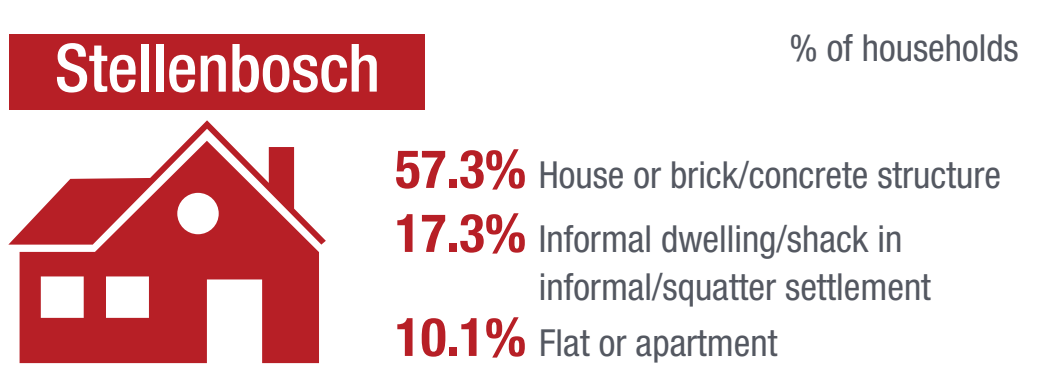 Stellenbosch
% of households
57.3% House or brick/concrete structure
17.3% Informal dwelling/shack in
informal/squatter settlement
10.1% Flat or apartment